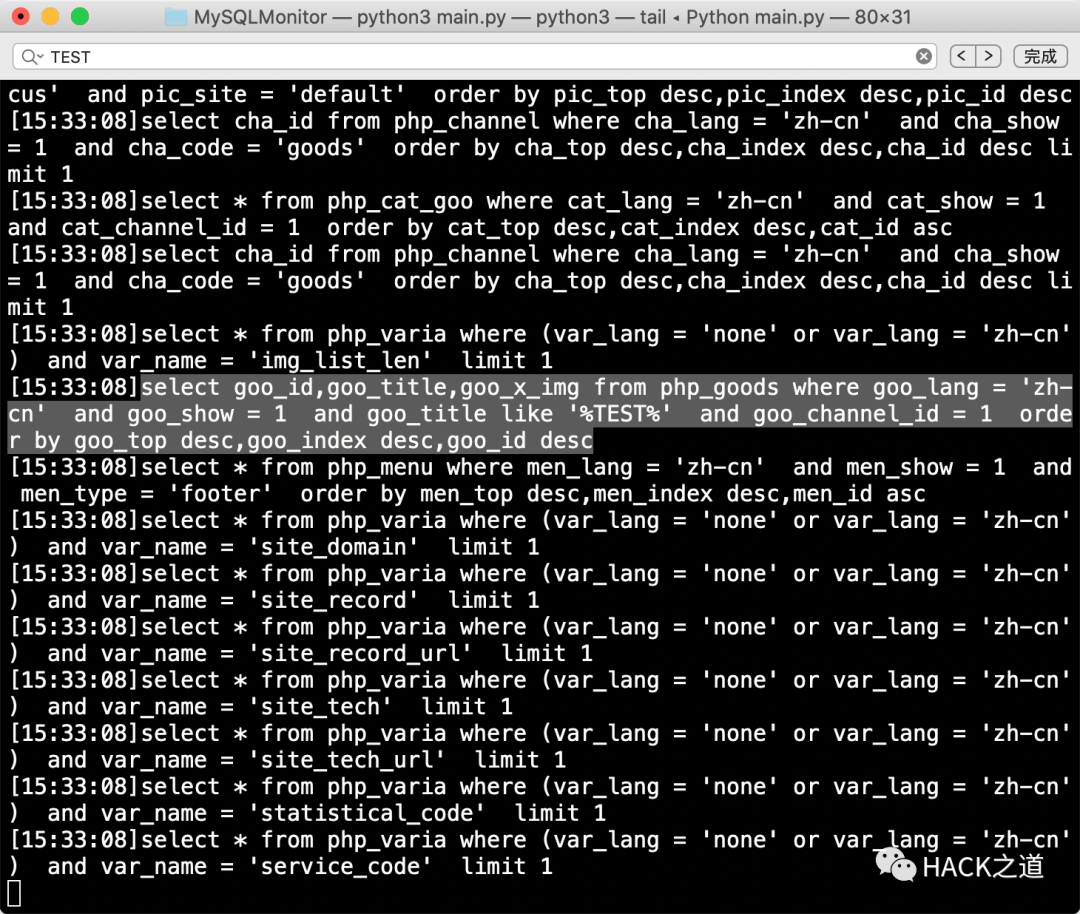 MySQLMonitor — python3 main.py — python3 — tail ◂ Python main.py — 80×31
TEST
完成
cus'  and pic_site = 'default'  order by pic_top desc,pic_index desc,pic_id desc
[15:33:08]select cha_id from php_channel where cha_lang = 'zh-cn'  and cha_show
= 1  and cha_code = 'goods'  order by cha_top desc,cha_index desc,cha_id desc li
mit 1
[15:33:08]select * from php_cat_goo where cat_lang = 'zh-cn'  and cat_show = 1
and cat_channel_id = 1  order by cat_top desc,cat_index desc,cat_id asc
[15:33:08]select cha_id from php_channel where cha_lang = 'zh-cn'  and cha_show
= 1  and cha_code = 'goods'  order by cha_top desc,cha_index desc,cha_id desc li
mit 1
[15:33:08]select * from php_varia where (var_lang = 'none' or var_lang = 'zh-cn'
)  and var_name = 'img_list_len'  limit 1
[15:33:08]select goo_id,goo_title,goo_x_img from php_goods where goo_lang = 'zh-
cn'  and goo_show = 1  and goo_title like '%TEST%'  and goo_channel_id = 1  orde
r by goo_top desc,goo_index desc,goo_id desc
[15:33:08]select * from php_menu where men_lang = 'zh-cn'  and men_show = 1  and
 men_type = 'footer'  order by men_top desc,men_index desc,men_id asc
[15:33:08]select * from php_varia where (var_lang = 'none' or var_lang = 'zh-cn'
)  and var_name = 'site_domain'  limit 1
[15:33:08]select * from php_varia where (var_lang = 'none' or var_lang = 'zh-cn'
)  and var_name = 'site_record'  limit 1
[15:33:08]select * from php_varia where (var_lang = 'none' or var_lang = 'zh-cn'
)  and var_name = 'site_record_url'  limit 1
[15:33:08]select * from php_varia where (var_lang = 'none' or var_lang = 'zh-cn'
)  and var_name = 'site_tech'  limit 1
[15:33:08]select * from php_varia where (var_lang = 'none' or var_lang = 'zh-cn'
)  and var_name = 'site_tech_url'  limit 1
[15:33:08]select * from php_varia where (var_lang = 'none' or var_lang = 'zh-cn'
)  and var_name = 'statistical_code'  limit 1
[15:33:08]select * from php_varia where (var_lang = 'none' or var_lang = 'zh-cn'
)  and var_name = 'service_code'  limit 1
HACK之道